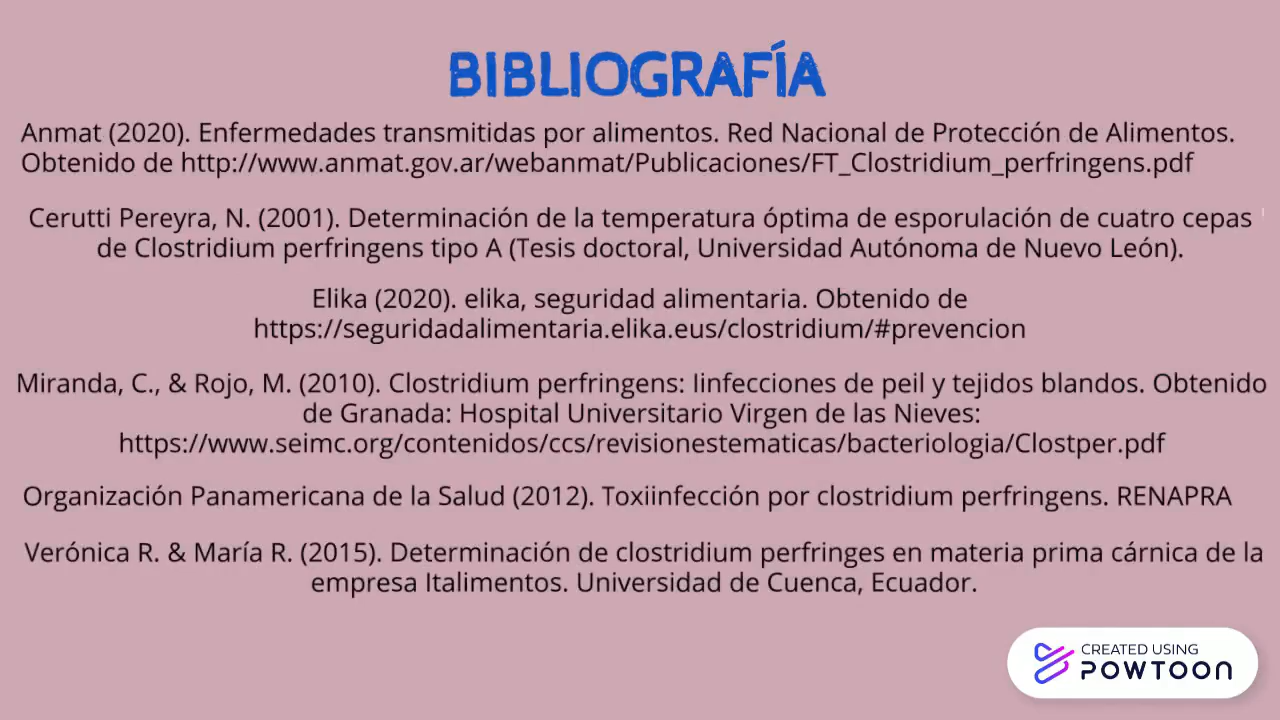 BIBLIOGRAFÍA
Anmat (2020). Enfermedades transmitidas por alimentos. Red Nacional de Protección de Alimentos.
Obtenido de http://www.anmat.gov.ar/webanmat/Publicaciones/FT_Clostridium_perfringens.pdf
Cerutti Pereyra, N. (2001). Determinación de la temperatura óptima de esporulación de cuatro cepas
de Clostridium perfringens tipo A (Tesis doctoral, Universidad Autónoma de Nuevo León).
Elika (2020). elika, seguridad alimentaria. Obtenido de
https://seguridadalimentaria.elika.eus/clostridium/#prevencion
Miranda, C., & Rojo, M. (2010). Clostridium perfringens: Iinfecciones de peil y tejidos blandos. Obtenido
de Granada: Hospital Universitario Virgen de las Nieves:
https://www.seimc.org/contenidos/ccs/revisionestematicas/bacteriologia/Clostper.pdf
Organización Panamericana de la Salud (2012). Toxiinfección por clostridium perfringens. RENAPRA
Verónica R. & María R. (2015). Determinación de clostridium perfringes en materia prima cárnica de la
empresa Italimentos. Universidad de Cuenca, Ecuador.
CREATED USING
POWTOON